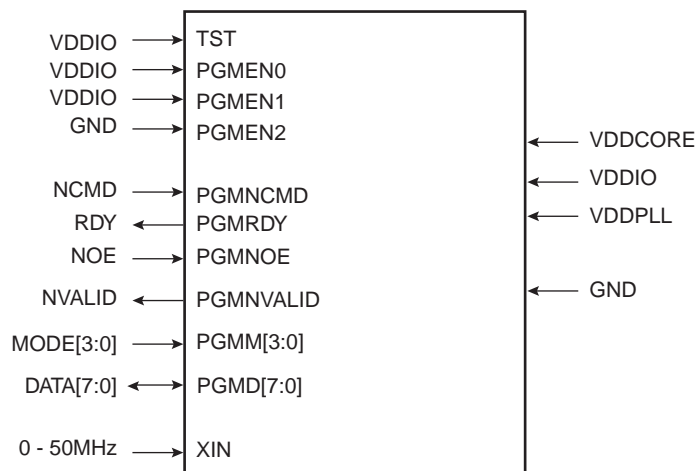 VDDIO TST
VDDIO PGMEN0
VDDIO PGMEN1
GND PGMEN2
VDDCORE
VDDIO
NCMD PGMNCMD
RDY PGMRDY
VDDPLL
NOE PGMNOE
NVALID PGMNVALID
GND
MODE[3:0] PGMM[3:0]
DATA[7:0] PGMD[7:0]
0 - 50MHz XIN